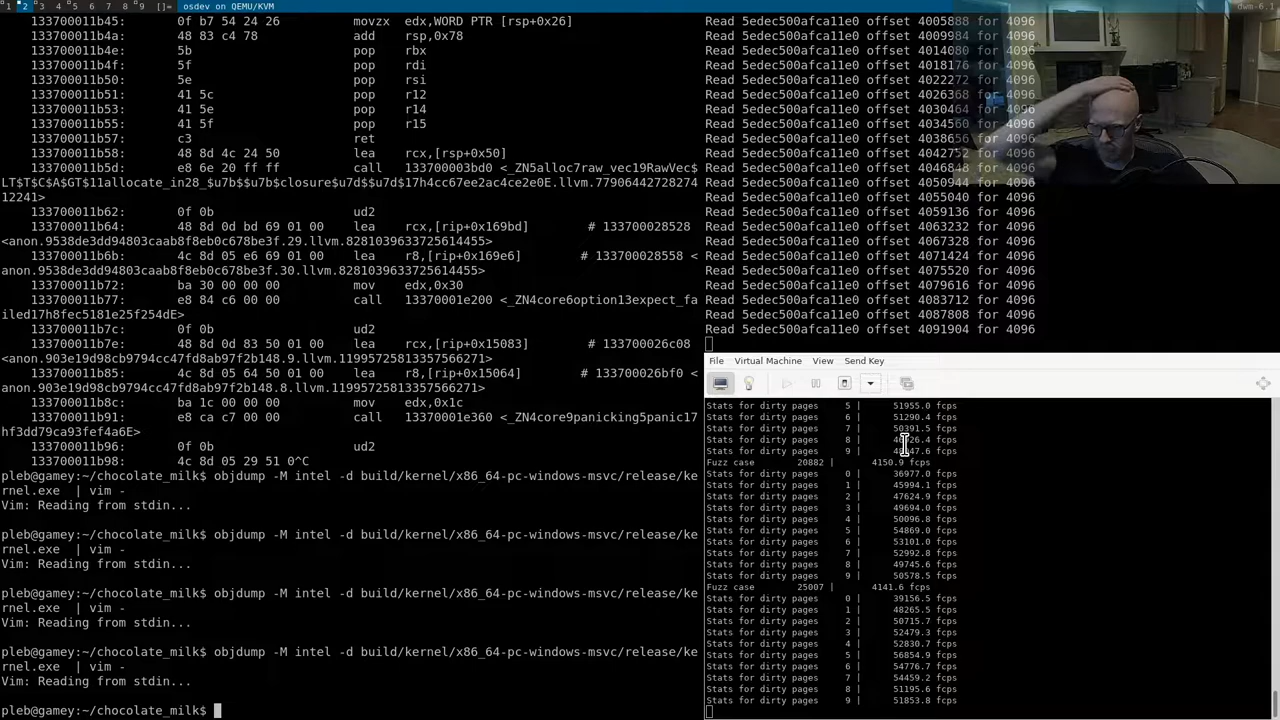 1 2 3 4 5 6 7 8 9 []= osdev on QEMU/KVM dwm-6.1
133700011b45: 0f b7 54 24 26 movzx edx,WORD PTR [rsp+0x26]
133700011b4a: 48 83 c4 78 add rsp,0x78
133700011b4e: 5b pop rbx
133700011b4f: 5f pop rdi
133700011b50: 5e pop rsi
133700011b51: 41 5c pop r12
133700011b53: 41 5e pop r14
133700011b55: 41 5f pop r15
133700011b57: c3 ret
133700011b58: 48 8d 4c 24 50 lea rcx,[rsp+0x50]
133700011b5d: e8 6e 20 ff ff call 133700003bd0 <_ZN5alloc7raw_vec19RawVec$
LT$T$C$A$GT$11allocate_in28_$u7b$$u7b$closure$u7d$$u7d$17h4cc67ee2ac4ce2e0E.llvm.77906442728274
12241>
133700011b62: 0f 0b ud2
133700011b64: 48 8d 0d bd 69 01 00 lea rcx,[rip+0x169bd] # 133700028528
<anon.9538de3dd94803caab8f8eb0c678be3f.29.llvm.8281039633725614455>
133700011b6b: 4c 8d 05 e6 69 01 00 lea r8,[rip+0x169e6] # 133700028558 <
anon.9538de3dd94803caab8f8eb0c678be3f.30.llvm.8281039633725614455>
133700011b72: ba 30 00 00 00 mov edx,0x30
133700011b77: e8 84 c6 00 00 call 13370001e200 <_ZN4core6option13expect_fa
iled17h8fec5181e25f254dE>
133700011b7c: 0f 0b ud2
133700011b7e: 48 8d 0d 83 50 01 00 lea rcx,[rip+0x15083] # 133700026c08
<anon.903e19d98cb9794cc47fd8ab97f2b148.9.llvm.11995725813357566271>
133700011b85: 4c 8d 05 64 50 01 00 lea r8,[rip+0x15064] # 133700026bf0 <
anon.903e19d98cb9794cc47fd8ab97f2b148.8.llvm.11995725813357566271>
133700011b8c: ba 1c 00 00 00 mov edx,0x1c
133700011b91: e8 ca c7 00 00 call 13370001e360 <_ZN4core9panicking5panic17
hf3dd79ca93fef4a6E>
133700011b96: 0f 0b ud2
133700011b98: 4c 8d 05 29 51 0^C
pleb@gamey:~/chocolate_milk$ objdump -M intel -d build/kernel/x86_64-pc-windows-msvc/release/ke
rnel.exe | vim -
Vim: Reading from stdin...
pleb@gamey:~/chocolate_milk$ objdump -M intel -d build/kernel/x86_64-pc-windows-msvc/release/ke
rnel.exe | vim -
Vim: Reading from stdin...
pleb@gamey:~/chocolate_milk$ objdump -M intel -d build/kernel/x86_64-pc-windows-msvc/release/ke
rnel.exe | vim -
Vim: Reading from stdin...
pleb@gamey:~/chocolate_milk$ objdump -M intel -d build/kernel/x86_64-pc-windows-msvc/release/ke
rnel.exe | vim -
Vim: Reading from stdin...
pleb@gamey:~/chocolate_milk$
Read 5edec500afca11e0 offset 4005888 for 4096
Read 5edec500afca11e0 offset 4009984 for 4096
Read 5edec500afca11e0 offset 4014080 for 4096
Read 5edec500afca11e0 offset 4018176 for 4096
Read 5edec500afca11e0 offset 4022272 for 4096
Read 5edec500afca11e0 offset 4026368 for 4096
Read 5edec500afca11e0 offset 4030464 for 4096
Read 5edec500afca11e0 offset 4034560 for 4096
Read 5edec500afca11e0 offset 4038656 for 4096
Read 5edec500afca11e0 offset 4042752 for 4096
Read 5edec500afca11e0 offset 4046848 for 4096
Read 5edec500afca11e0 offset 4050944 for 4096
Read 5edec500afca11e0 offset 4055040 for 4096
Read 5edec500afca11e0 offset 4059136 for 4096
Read 5edec500afca11e0 offset 4063232 for 4096
Read 5edec500afca11e0 offset 4067328 for 4096
Read 5edec500afca11e0 offset 4071424 for 4096
Read 5edec500afca11e0 offset 4075520 for 4096
Read 5edec500afca11e0 offset 4079616 for 4096
Read 5edec500afca11e0 offset 4083712 for 4096
Read 5edec500afca11e0 offset 4087808 for 4096
Read 5edec500afca11e0 offset 4091904 for 4096
File Virtual Machine View Send Key
Stats for dirty pages 5 | 51955.0 fcps
Stats for dirty pages 6 | 51290.4 fcps
Stats for dirty pages 7 | 50391.5 fcps
Stats for dirty pages 8 | fcps
Stats for dirty pages 9 | fcps
Fuzz case 20882 | 4150.9 fcps
Stats for dirty pages 0 | 36977.0 fcps
Stats for dirty pages 1 | 45994.1 fcps
Stats for dirty pages 2 | 47624.9 fcps
Stats for dirty pages 3 | 49694.0 fcps
Stats for dirty pages 4 | 50096.8 fcps
Stats for dirty pages 5 | 54869.0 fcps
Stats for dirty pages 6 | 53101.0 fcps
Stats for dirty pages 7 | 52992.8 fcps
Stats for dirty pages 8 | 49745.6 fcps
Stats for dirty pages 9 | 50578.5 fcps
Fuzz case 25007 | 4141.6 fcps
Stats for dirty pages 0 | 39156.5 fcps
Stats for dirty pages 1 | 48265.5 fcps
Stats for dirty pages 2 | 50715.7 fcps
Stats for dirty pages 3 | 52479.3 fcps
Stats for dirty pages 4 | 52830.7 fcps
Stats for dirty pages 5 | 56854.9 fcps
Stats for dirty pages 6 | 54776.7 fcps
Stats for dirty pages 7 | 54459.2 fcps
Stats for dirty pages 8 | 51195.6 fcps
Stats for dirty pages 9 | 51853.8 fcps